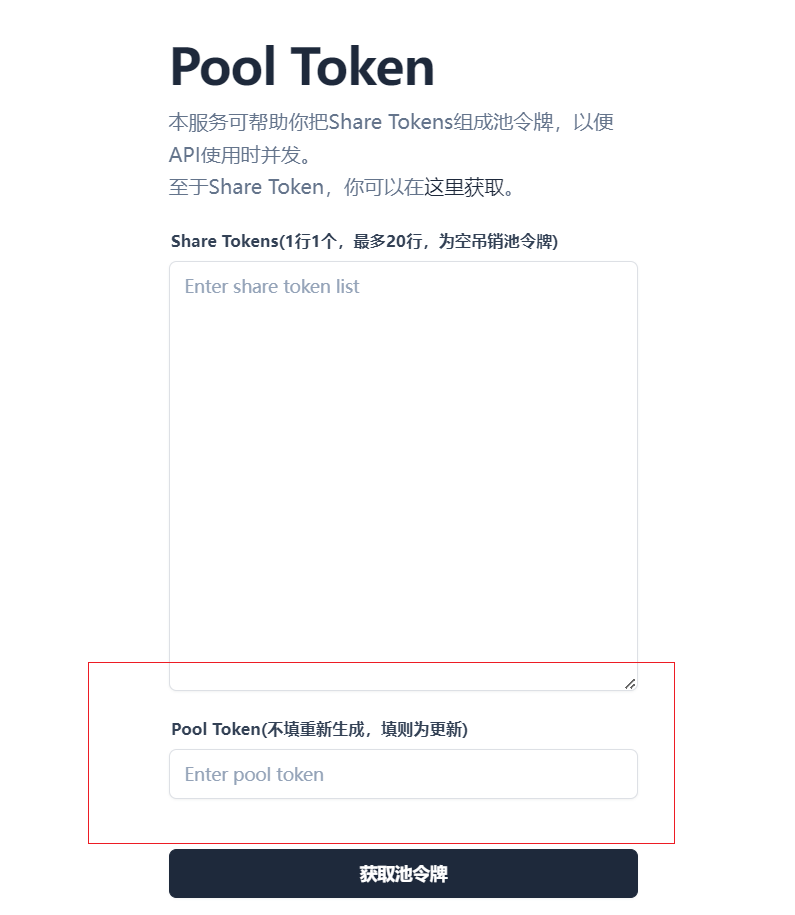 Pool Token
本服务可帮助你把Share Tokens组成池令牌，以便
API使用时并发。
至于Share Token，你可以在这里获取。
Share Tokens(1行1个，最多20行，为空吊销池令牌)
Enter share token list
Pool Token(不填重新生成，填则为更新)
Enter pool token
获取池令牌